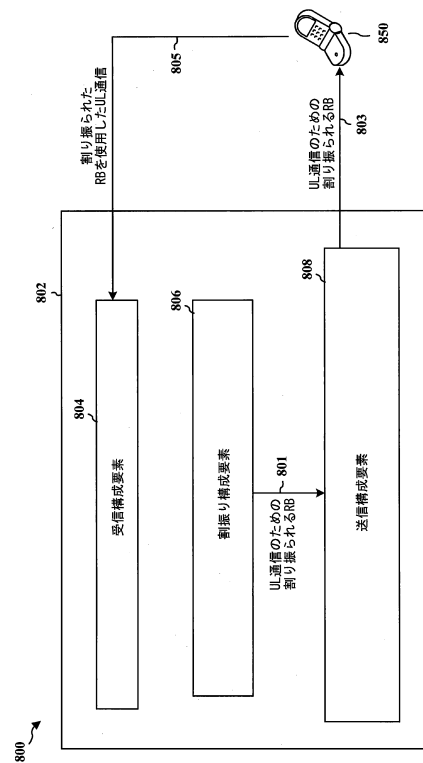 800
802
804
受信構成要素
806
割振り構成要素
808
送信構成要素
UL通信のための
割り振られるRB
801
UL通信のための
割り振られるRB
803
割り振られた
RBを使用したUL通信
805
850